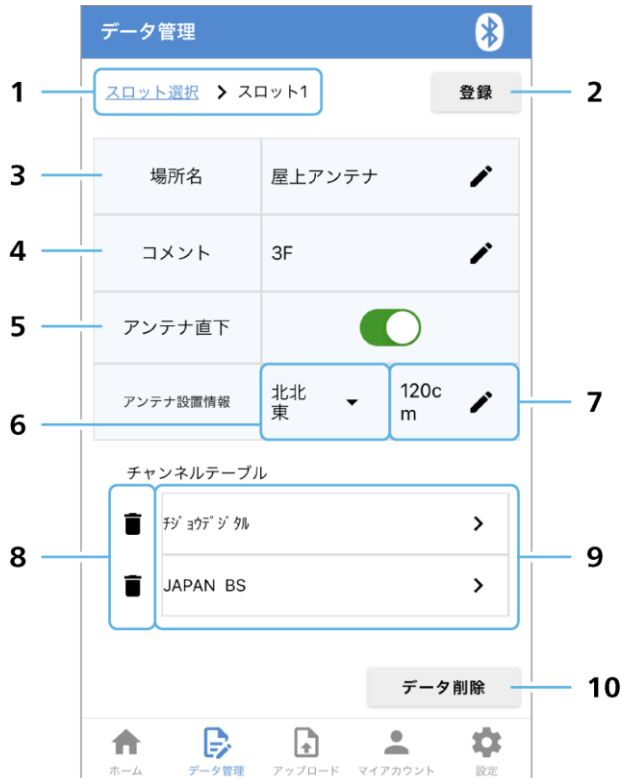 データ管理
1
スロット選択 > スロット1
登録
2
3
場所名
屋上アンテナ
4
コメント
3F
5
アンテナ直下
アンテナ設置情報
北北
東
120c
m
6
7
チャンネルテーブル
8
ﾁｼﾞｮｳﾃﾞｼﾞﾀﾙ
9
JAPAN BS
データ削除
10
ホーム
データ管理
アップロード
マイアカウント
設定